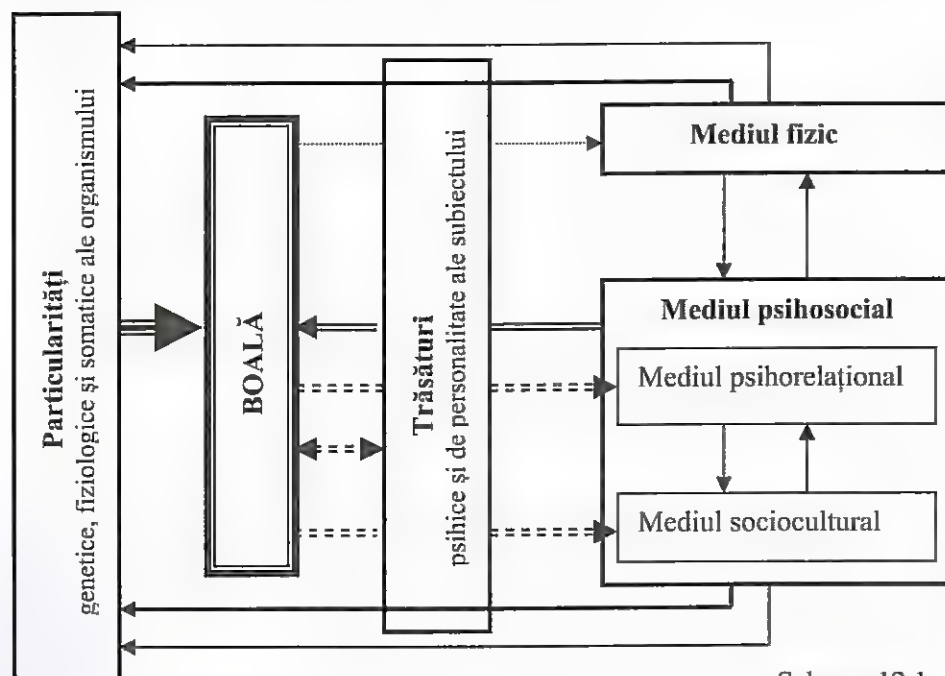 Particularități
genetice, fiziologice și somatice ale organismului
BOALĂ
Trăsături
psihice și de personalitate ale subiectului
Mediul fizic
Mediul psihosocial
Mediul psihorelațional
Mediul sociocultural